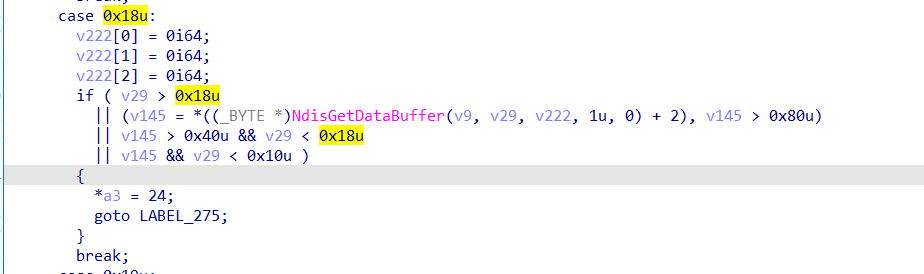 case 0x18u:
v222[0] = 0i64;
v222[1] = 0i64;
v222[2] = 0i64;
if ( v29 > 0x18u
|| (v145 = *((_BYTE *)NdisGetDataBuffer(v9, v29, v222, 1u, 0) + 2), v145 > 0x80u)
|| v145 > 0x40u && v29 < 0x18u
|| v145 && v29 < 0x10u )
{
*a3 = 24;
goto LABEL_275;
}
break;